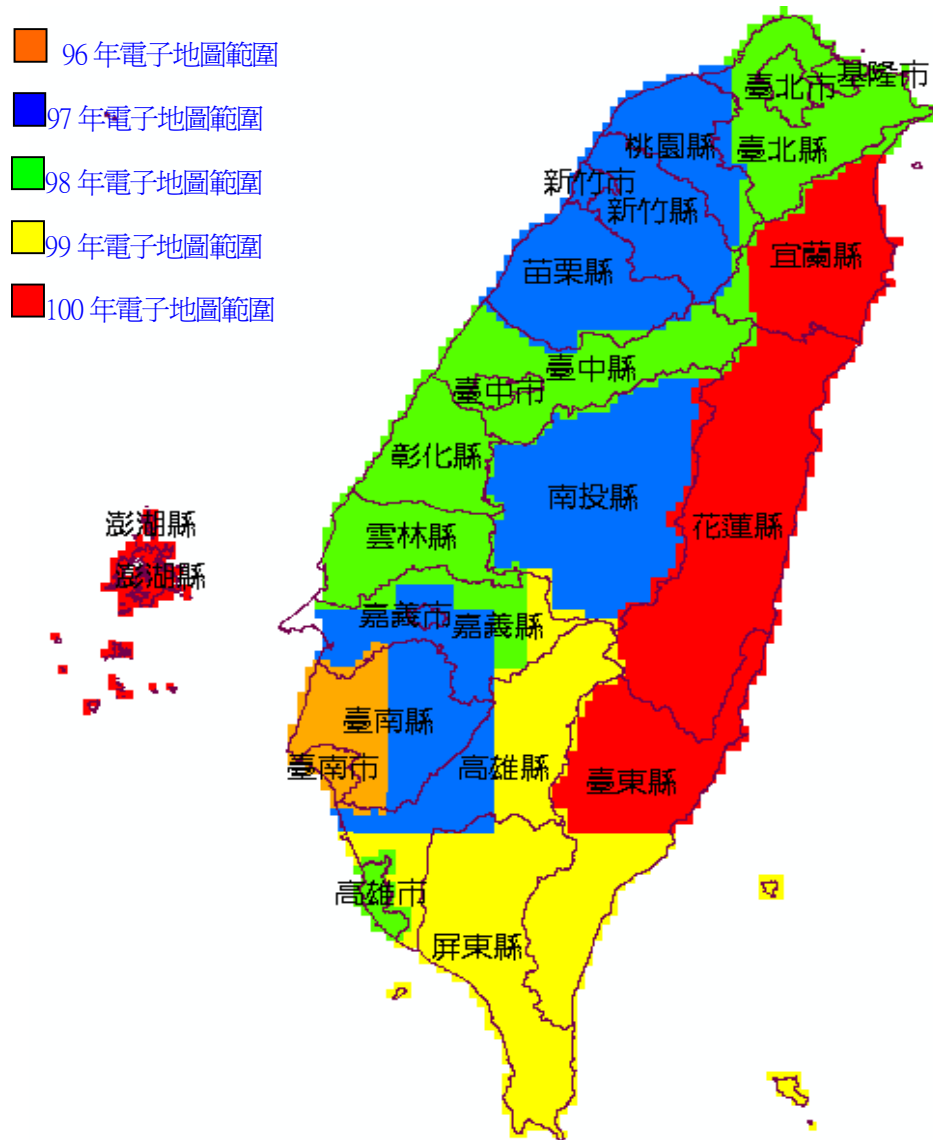 96 年電子地圖範圍
97 年電子地圖範圍
98 年電子地圖範圍
99 年電子地圖範圍
100 年電子地圖範圍
基隆市
臺北市
臺北縣
桃園縣
新竹市
新竹縣
宜蘭縣
苗栗縣
臺中縣
臺中市
彰化縣
南投縣
澎湖縣
花蓮縣
雲林縣
澎湖縣
嘉義市
嘉義縣
臺南縣
臺南市
高雄縣
臺東縣
高雄市
屏東縣